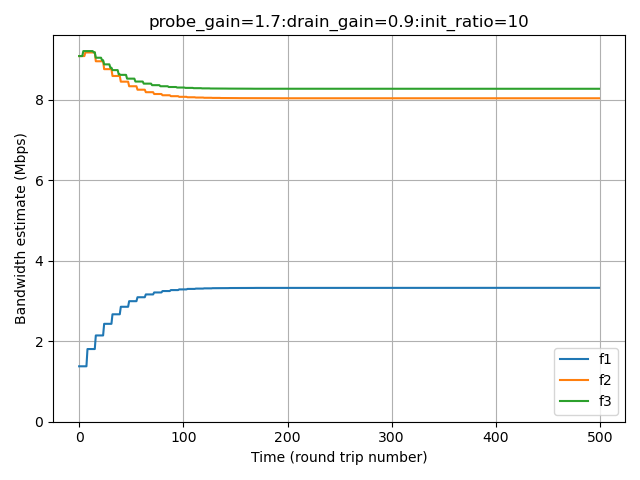 probe_gain=1.7:drain_gain=0.9:init_ratio=10
Bandwidth estimate (Mbps)
8
6
4
2
0
0 100 200 300 400 500
Time (round trip number)
f1
f2
f3